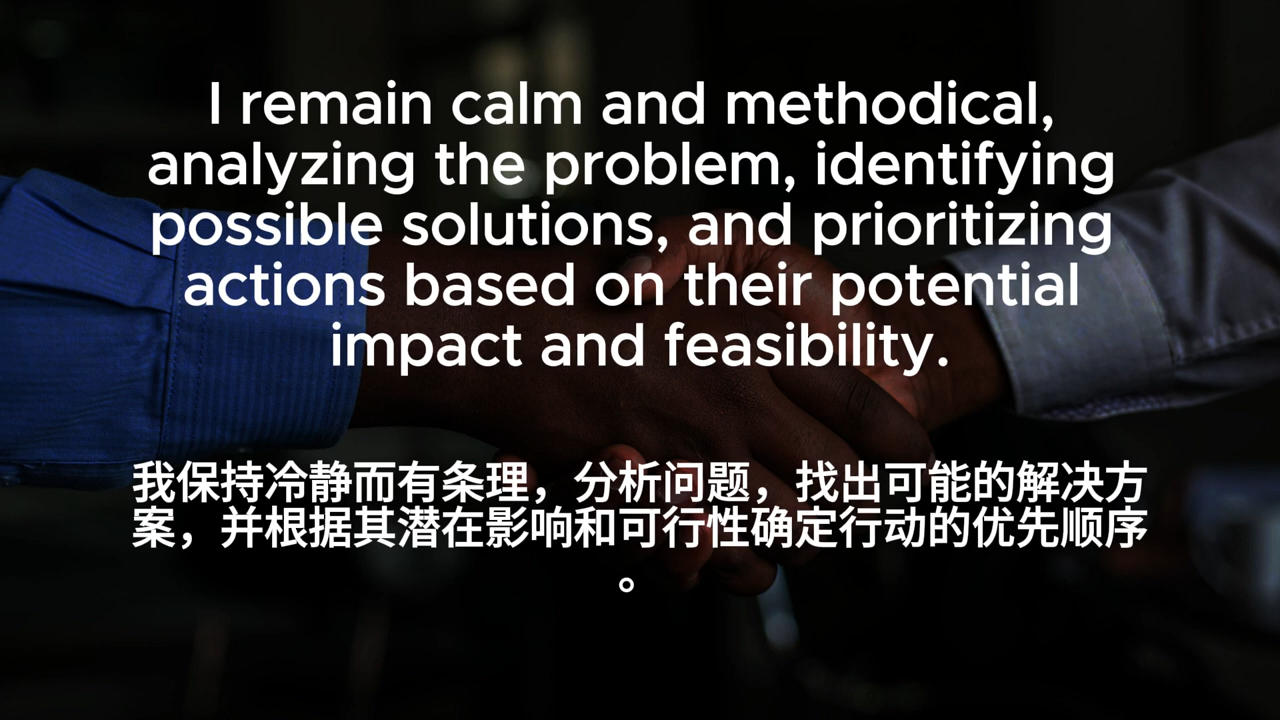 I remain calm and methodical,
analyzing the problem, identifying
possible solutions, and prioritizing
actions based on their potential
impact and feasibility.
我保持冷静而有条理，分析问题，找出可能的解决方
案，并根据其潜在影响和可行性确定行动的优先顺序
。